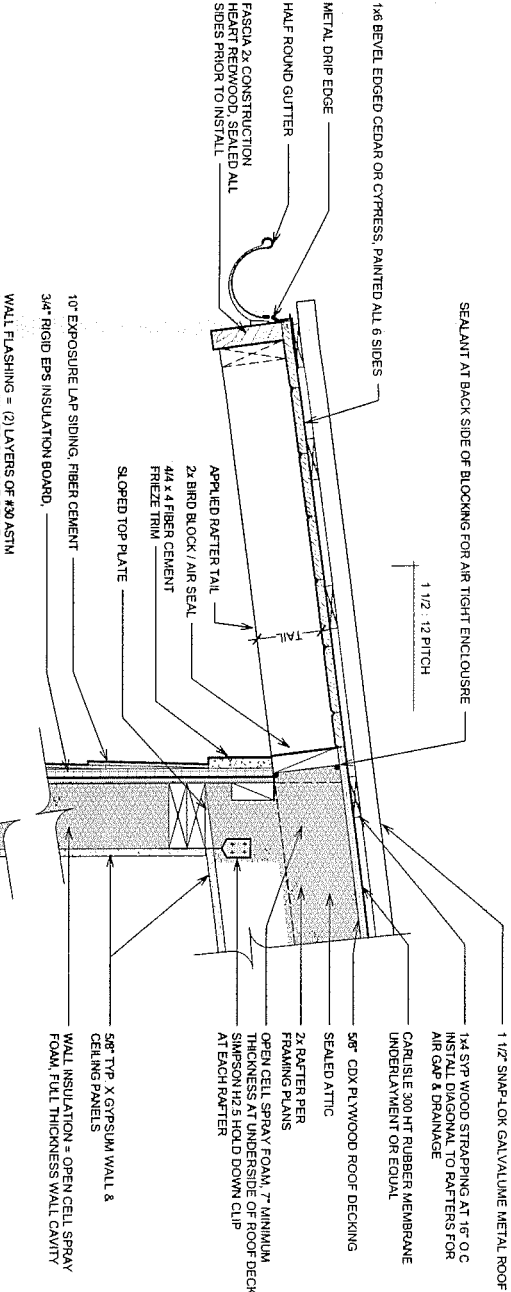 1 1/2" SNAP-LOK GALVALUME METAL ROOF
1x4 SYP WOOD STRAPPING AT 16" O.C
INSTALL DIAGONAL TO RAFTERS FOR
AIR GAP & DRAINAGE
CARLISLE 300 HT RUBBER MEMBRANE
UNDERLAYMENT OR EQUAL
5/8" CDX PLYWOOD ROOF DECKING
SEALED ATTIC
2x RAFTER PER
FRAMING PLANS
OPEN CELL SPRAY FOAM, 7" MINIMUM
THICKNESS AT UNDERSIDE OF ROOF DECK
SIMPSON H2.5 HOLD DOWN CLIP
AT EACH RAFTER
5/8" TYP. X GYPSUM WALL &
CEILING PANELS
WALL INSULATION = OPEN CELL SPRAY
FOAM, FULL THICKNESS WALL CAVITY
SEALANT AT BACK SIDE OF BLOCKING FOR AIR TIGHT ENCLOUSRE
1 1/2 : 12 PITCH
TAIL
APPLIED RAFTER TAIL
2x BIRD BLOCK / AIR SEAL
4/4 x 4 FIBER CEMENT
FRIEZE TRIM
SLOPED TOP PLATE
1x6 BEVEL EDGED CEDAR OR CYPRESS, PAINTED ALL 6 SIDES
METAL DRIP EDGE
HALF ROUND GUTTER
FASCIA 2x CONSTRUCTION
HEART REDWOOD, SEALED ALL
SIDES PRIOR TO INSTALL
10" EXPOSURE LAP SIDING, FIBER CEMENT
3/4" RIGID EPS INSULATION BOARD,
WALL FLASHING = (2) LAYERS OF #30 ASTM